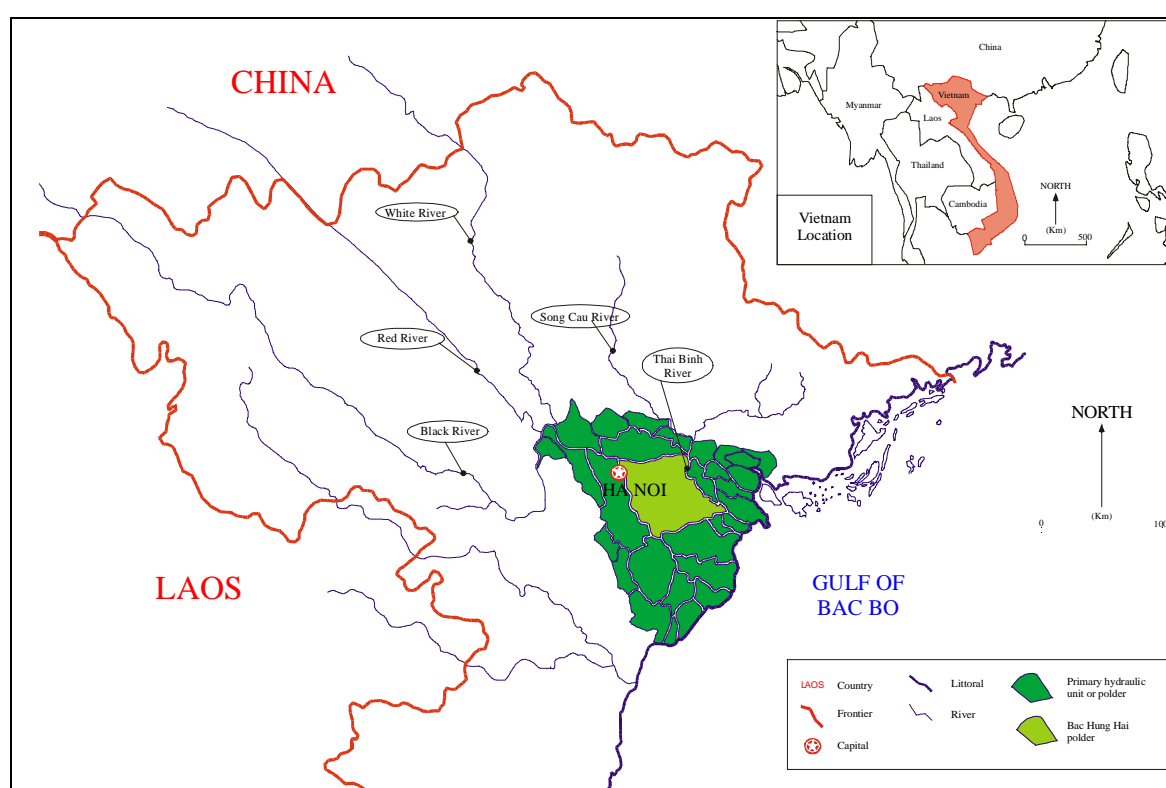 CHINA
White River
Song Cau River
Red River
Thai Binh
River
Black River
HA NOI
LAOS
GULF OF
BAC BO
NORTH
(Km)
0
100
China
Vietnam
Myanmar
Laos
Thailand
Cambodia
NORTH
(Km)
0
500
Vietnam
Location
LAOS
Country
Frontier
Capital
Littoral
River
Primary hydraulic
unit or polder
Bac Hung Hai
polder